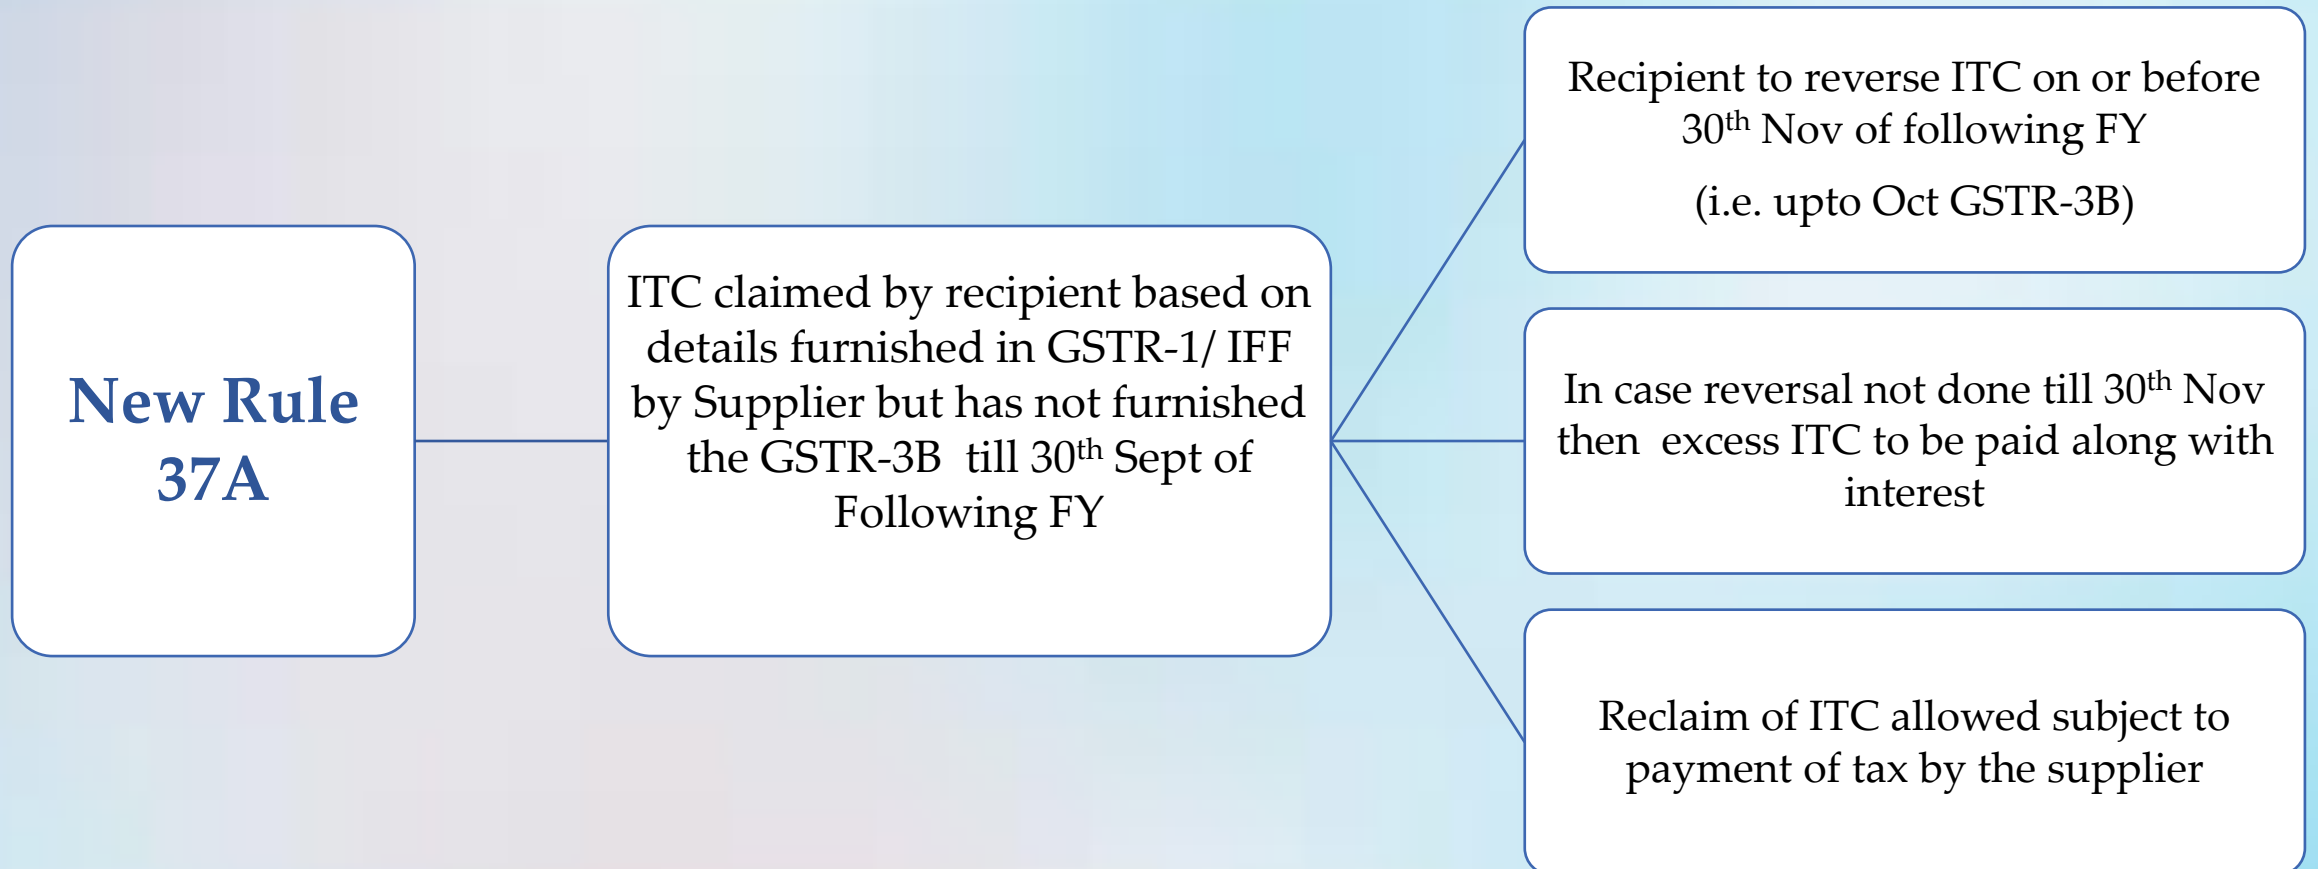 New Rule
37A
ITC claimed by recipient based on
details furnished in GSTR-1/ IFF
by Supplier but has not furnished
the GSTR-3B  till 30th Sept of
Following FY
Recipient to reverse ITC on or before
30th Nov of following FY
(i.e. upto Oct GSTR-3B)
In case reversal not done till 30th Nov
then  excess ITC to be paid along with
interest
Reclaim of ITC allowed subject to
payment of tax by the supplier